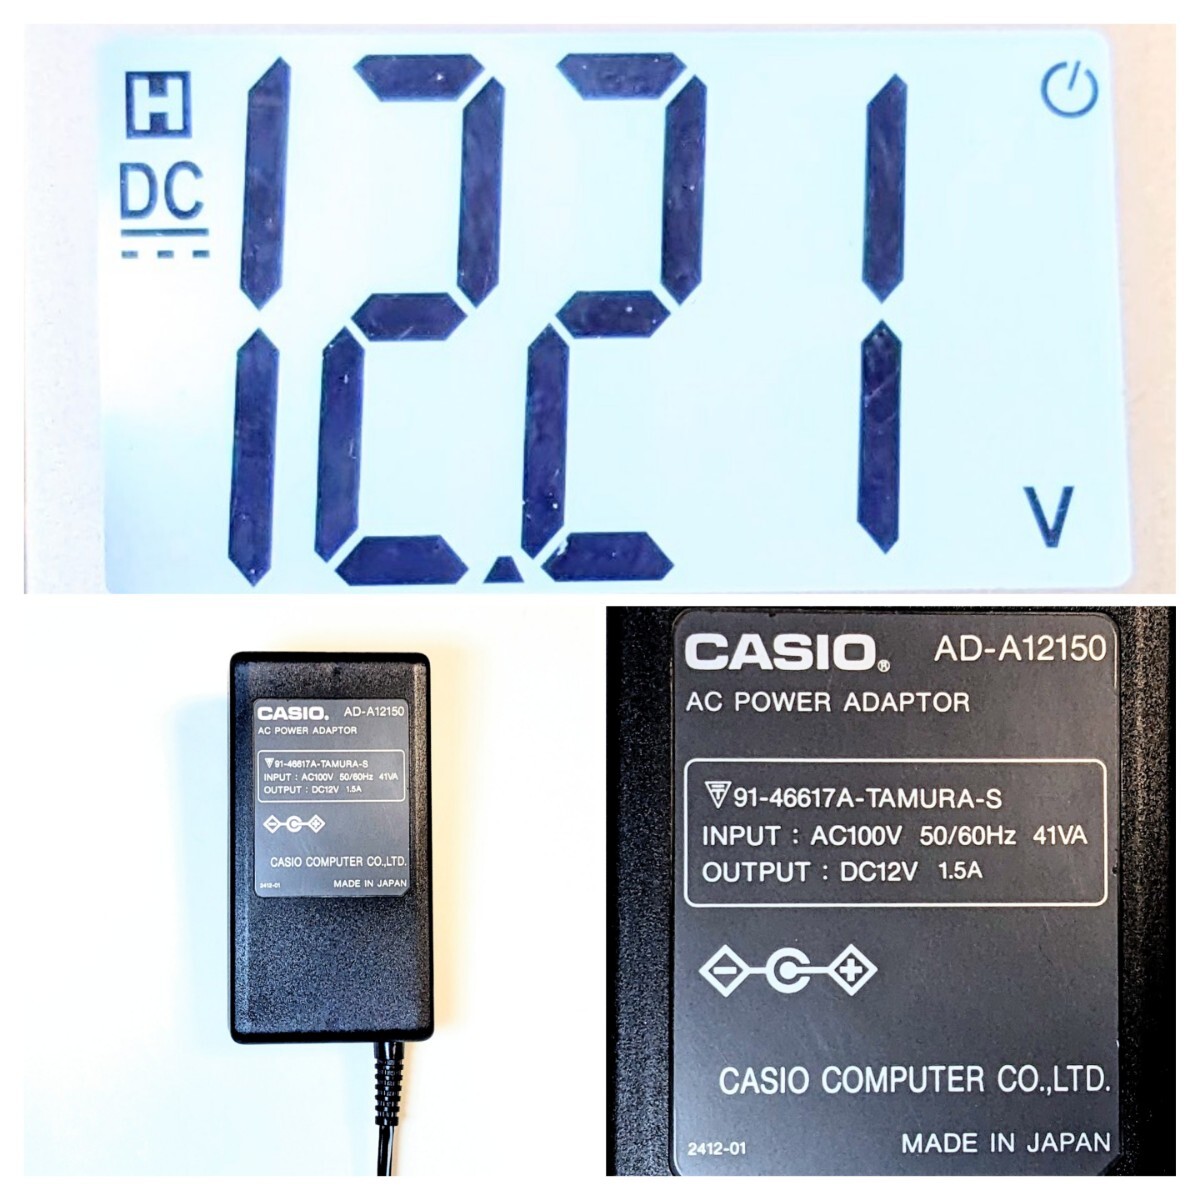 H
DC
12.21
V
CASIO. AD-A12150
AC POWER ADAPTOR
91-46617A-TAMURA-S
INPUT : AC100V 50/60Hz 41VA
OUTPUT : DC12V 1.5A
CASIO COMPUTER CO.,LTD.
2412-01 MADE IN JAPAN
CASIO® AD-A12150
AC POWER ADAPTOR
91-46617A-TAMURA-S
INPUT : AC100V 50/60Hz 41VA
OUTPUT : DC12V 1.5A
CASIO COMPUTER CO.,LTD.
2412-01 MADE IN JAPAN